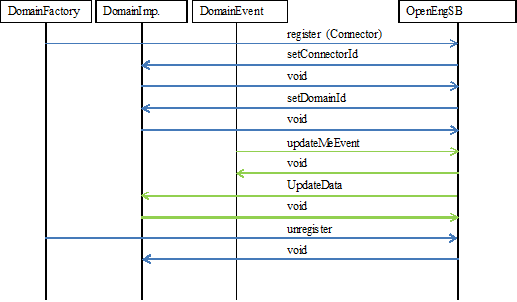 DomainFactory
DomainImp.
DomainEvent
OpenEngSB
register (Connector)
setConnectorId
void
setDomainId
void
updateMeEvent
void
UpdateData
void
unregister
void